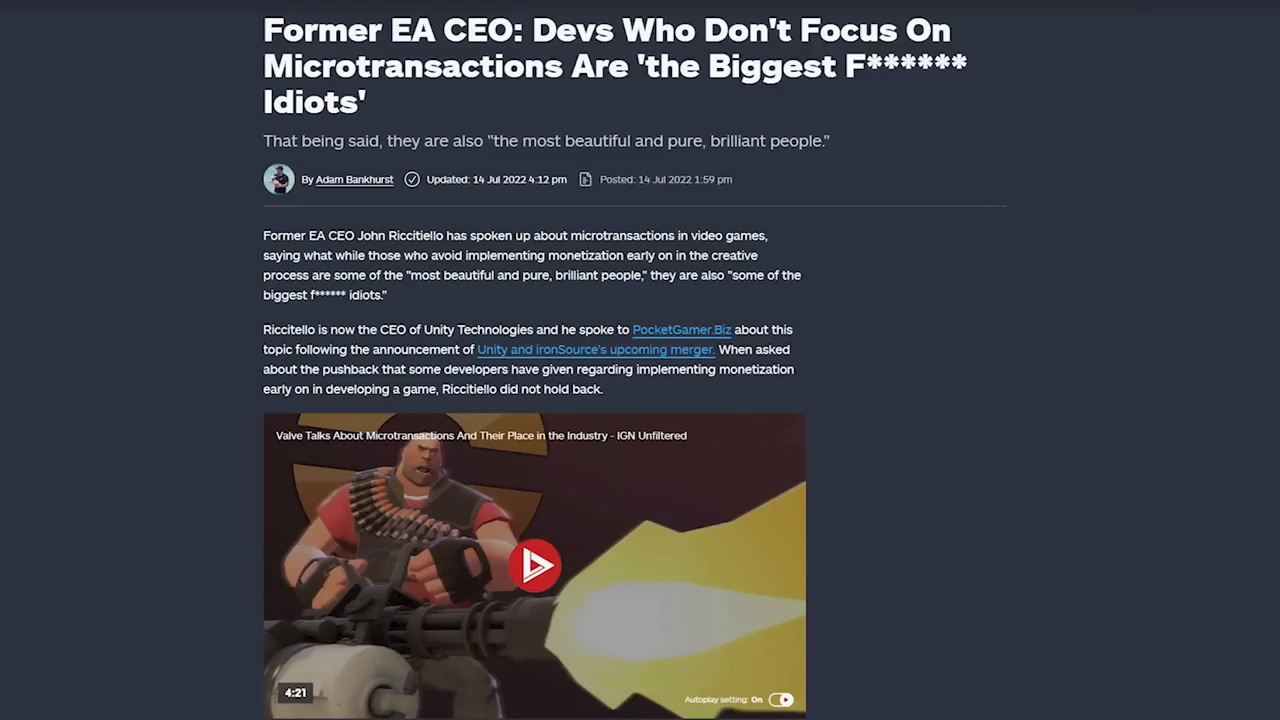 Former EA CEO: Devs Who Don't Focus On
Microtransactions Are 'the Biggest F******
Idiots'
That being said, they are also "the most beautiful and pure, brilliant people."
By Adam Bankhurst Updated: 14 Jul 2022 4:12 pm Posted: 14 Jul 2022 1:59 pm
Former EA CEO John Riccitiello has spoken up about microtransactions in video games,
saying what while those who avoid implementing monetization early on in the creative
process are some of the "most beautiful and pure, brilliant people," they are also "some of the
biggest f****** idiots."
Riccitello is now the CEO of Unity Technologies and he spoke to PocketGamer.Biz about this
topic following the announcement of Unity and ironSource's upcoming merger. When asked
about the pushback that some developers have given regarding implementing monetization
early on in developing a game, Riccitiello did not hold back.
Valve Talks About Microtransactions And Their Place in the Industry - IGN Unfiltered
4:21
Autoplay setting: On